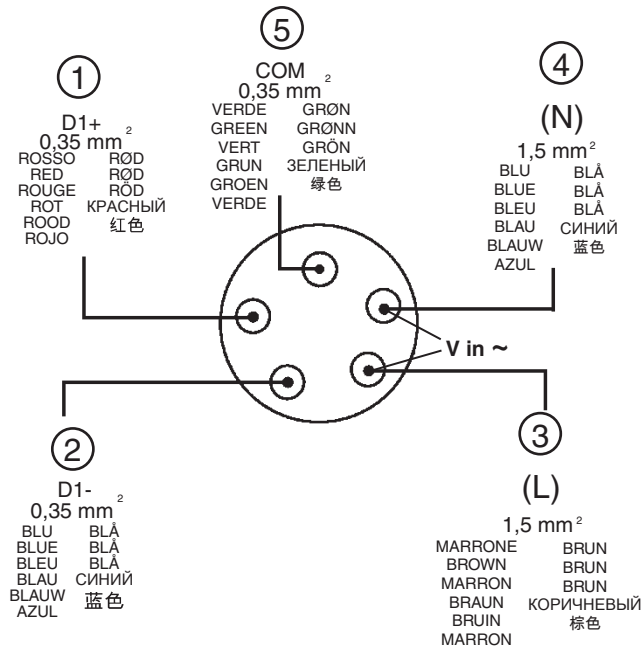 1
D1+
0,35 mm²
ROSSO RØD
RED RØD
ROUGE RÖD
ROT КРАСНЫЙ
ROOD 红色
ROJO
5
COM
0,35 mm²
VERDE GRØN
GREEN GRØNN
VERT GRÖN
GRUN ЗЕЛЕНЫЙ
GROEN 绿色
VERDE
4
(N)
1,5 mm²
BLU BLÅ
BLUE BLÅ
BLEU BLÅ
BLAU СИНИЙ
BLAUW 蓝色
AZUL
V in ~
2
D1-
0,35 mm²
BLU BLÅ
BLUE BLÅ
BLEU BLÅ
BLAU СИНИЙ
BLAUW 蓝色
AZUL
3
(L)
1,5 mm²
MARRONE BRUN
BROWN BRUN
MARRON BRUN
BRAUN КОРИЧНЕВЫЙ
BRUIN 棕色
MARRON